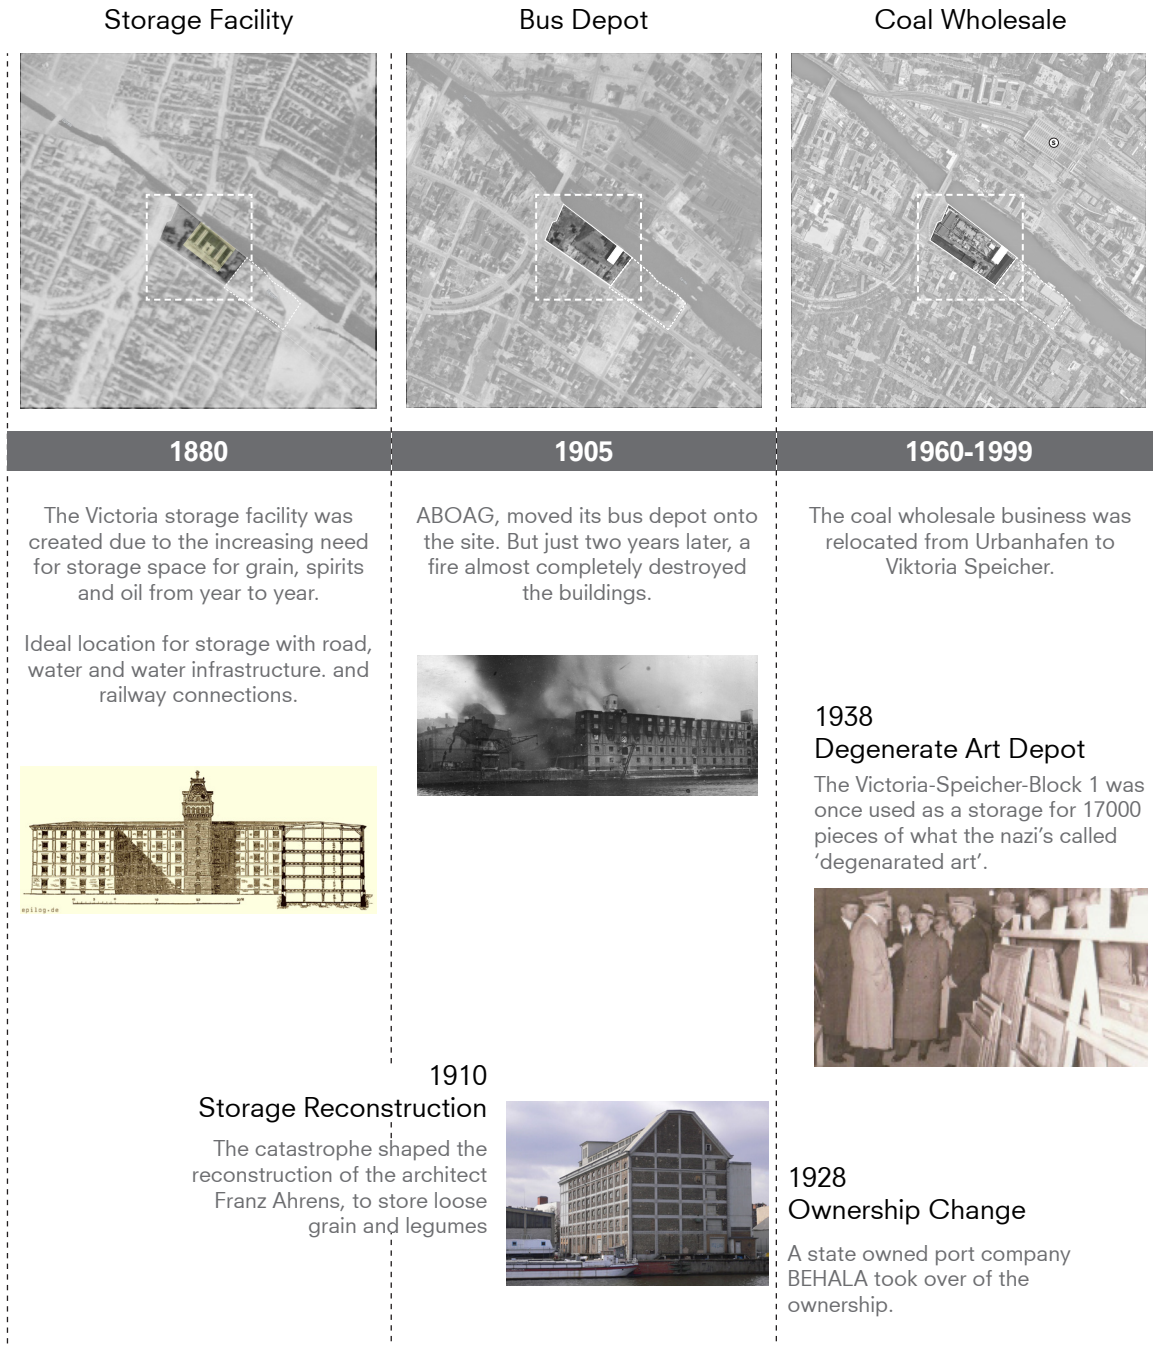 Storage Facility
Bus Depot
Coal Wholesale
S
1880
1905
1960-1999
The Victoria storage facility was
created due to the increasing need
for storage space for grain, spirits
and oil from year to year.
Ideal location for storage with road,
water and water infrastructure. and
railway connections.
epilog.de
ABOAG, moved its bus depot onto
the site. But just two years later, a
fire almost completely destroyed
the buildings.
The coal wholesale business was
relocated from Urbanhafen to
Viktoria Speicher.
1938
Degenerate Art Depot
The Victoria-Speicher-Block 1 was
once used as a storage for 17000
pieces of what the nazi's called
‘degenarated art’.
1910
Storage Reconstruction
The catastrophe shaped the
reconstruction of the architect
Franz Ahrens, to store loose
grain and legumes
1928
Ownership Change
A state owned port company
BEHALA took over of the
ownership.